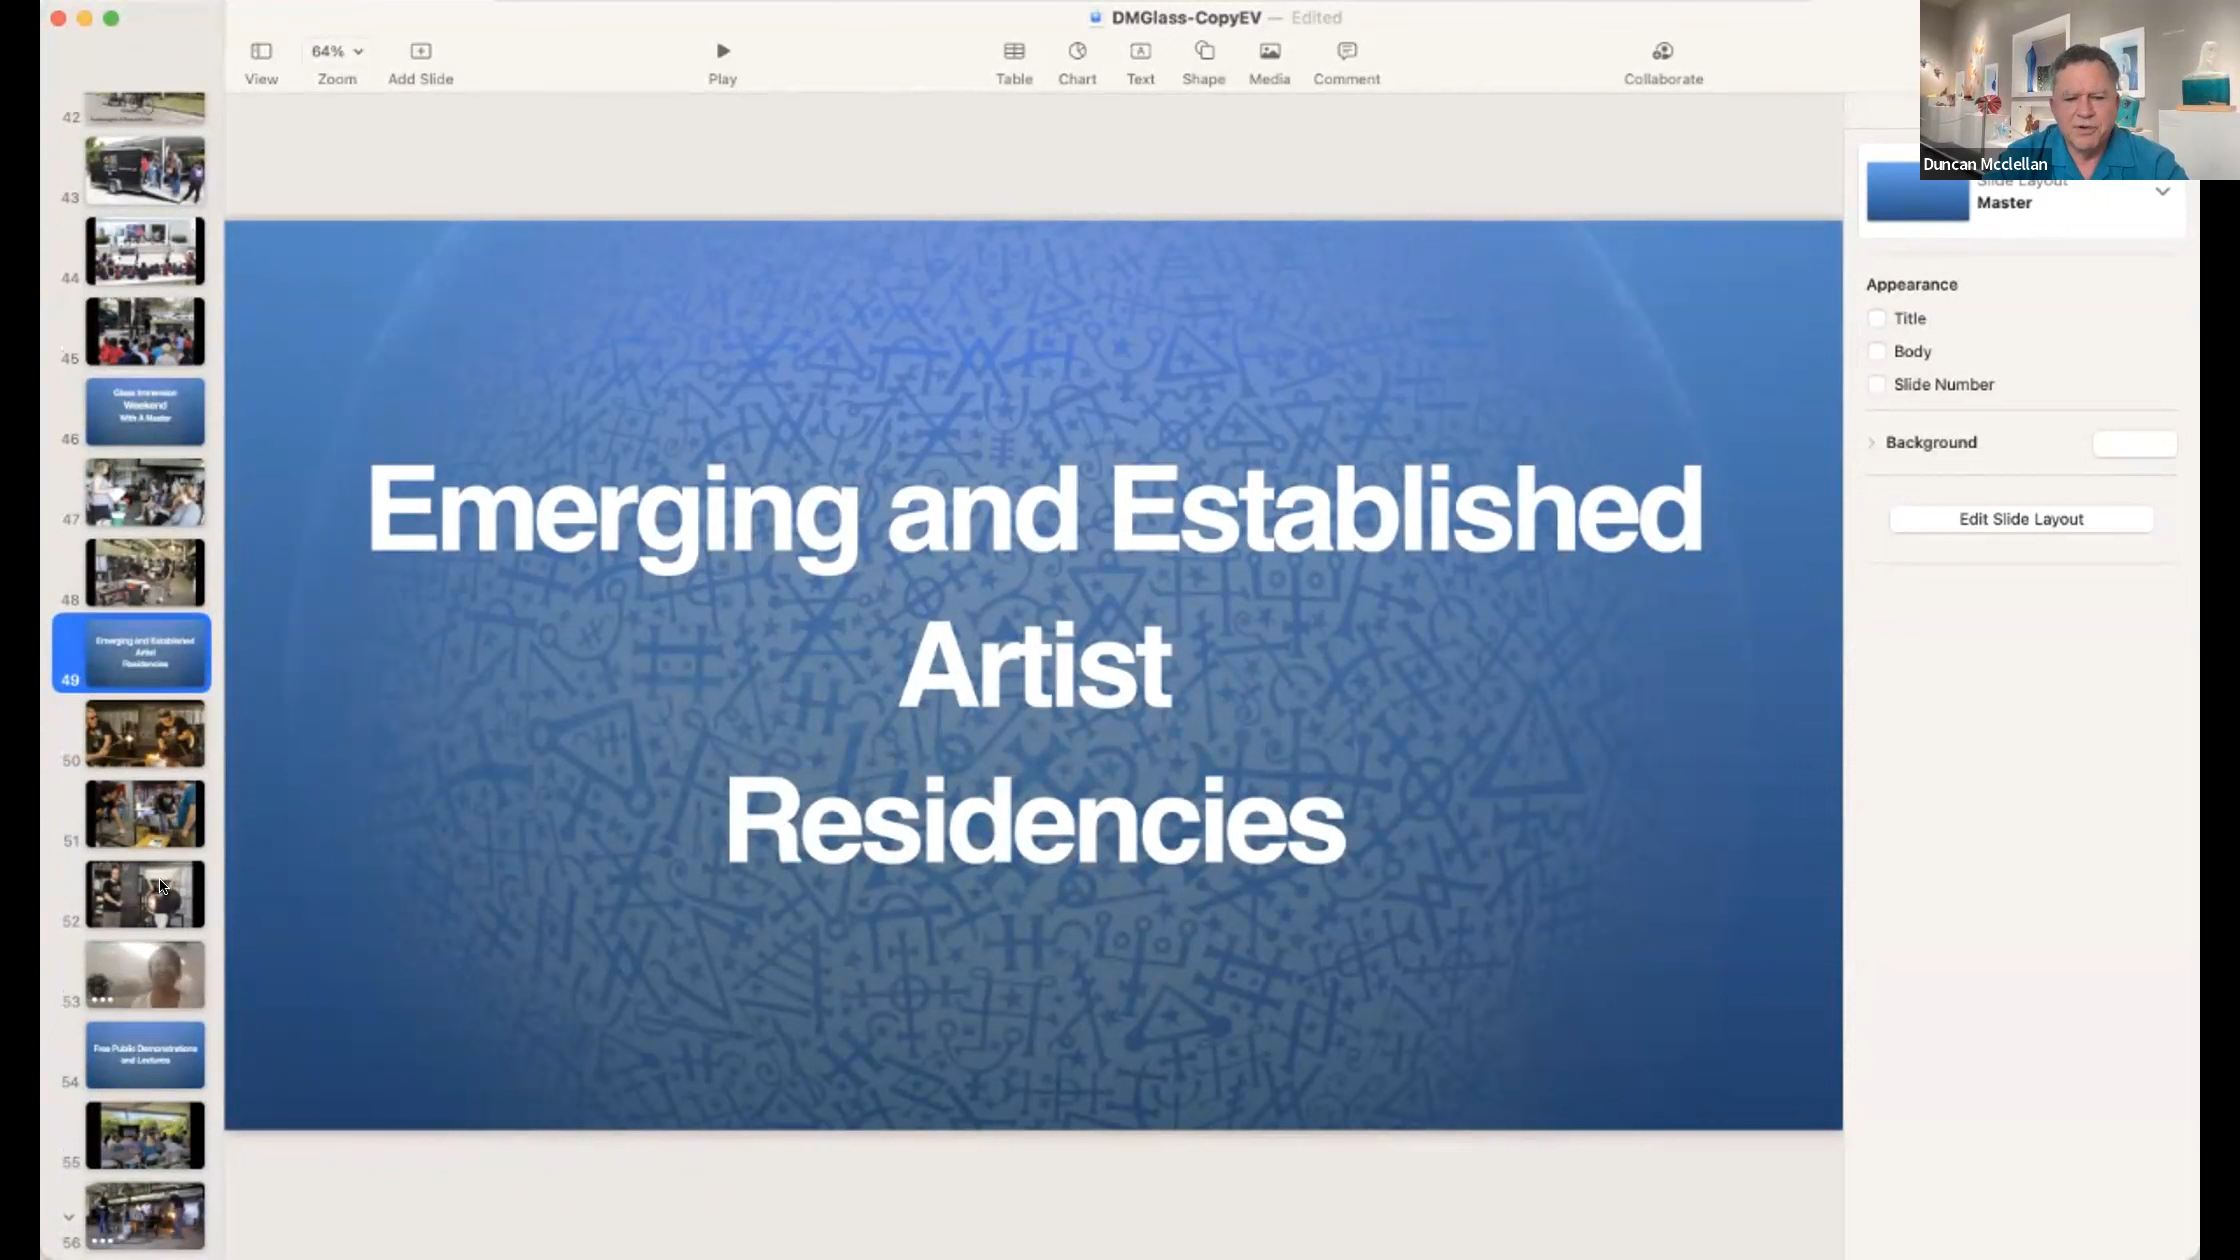 DMGlass-CopyEV — Edited
64%
View
Zoom
Add Slide
Play
Table
Chart
Text
Shape
Media
Comment
Collaborate
Duncan Mcclellan
42
43
44
45
Glass Immersion
Weekend
With A Master
46
47
48
Emerging and Established
Artist
Residencies
49
50
51
52
53
Free Public Demonstrations
and Lectures
54
55
56
Emerging and Established
Artist
Residencies
Slide Layout
Master
Appearance
Title
Body
Slide Number
Background
Edit Slide Layout